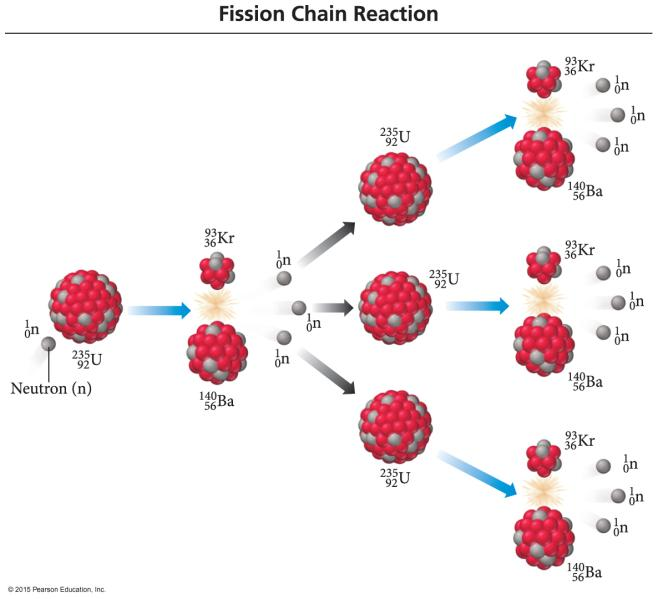 Fission Chain Reaction
93
36Kr
1
0n
1
0n
1
0n
140
56Ba
235
92U
93
36Kr
1
0n
1
0n
1
0n
140
56Ba
1
0n
Neutron (n)
235
92U
235
92U
93
36Kr
1
0n
1
0n
1
0n
140
56Ba
235
92U
93
36Kr
1
0n
1
0n
1
0n
140
56Ba
© 2015 Pearson Education, Inc.